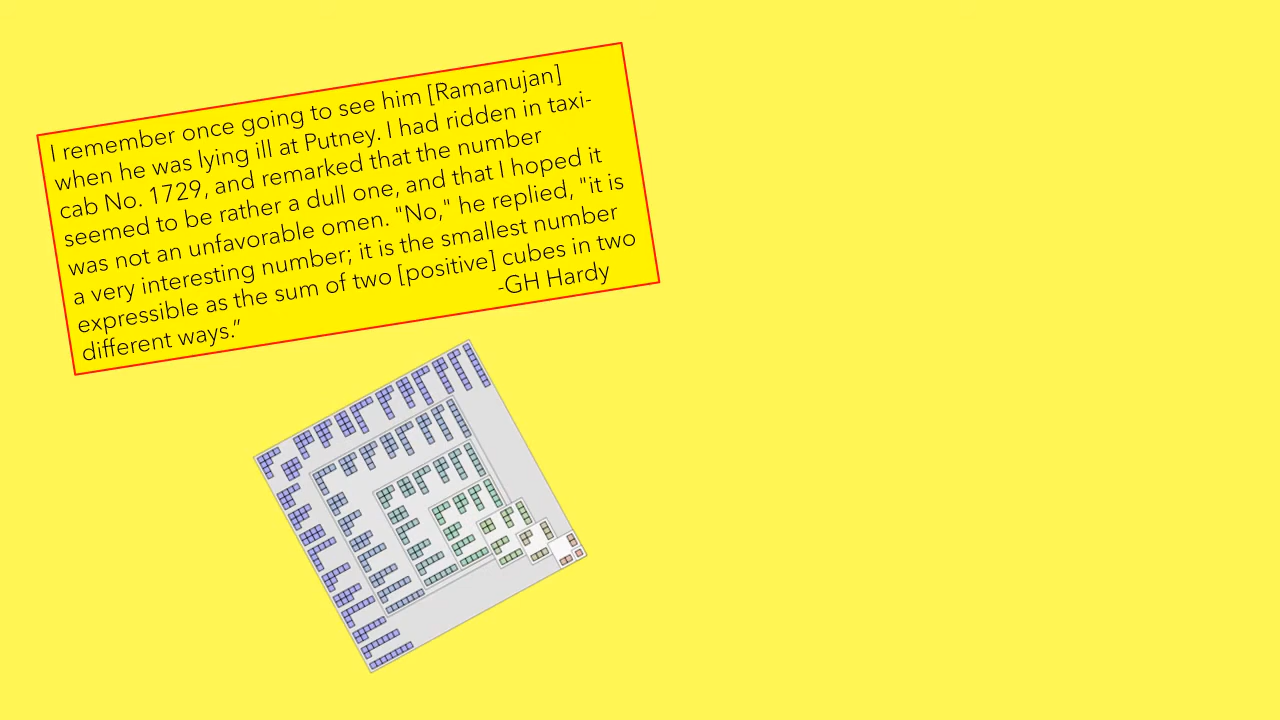 I remember once going to see him [Ramanujan]
when he was lying ill at Putney. I had ridden in taxi-
cab No. 1729, and remarked that the number
seemed to be rather a dull one, and that I hoped it
was not an unfavorable omen. "No," he replied, "it is
a very interesting number; it is the smallest number
expressible as the sum of two [positive] cubes in two
different ways.”
-GH Hardy